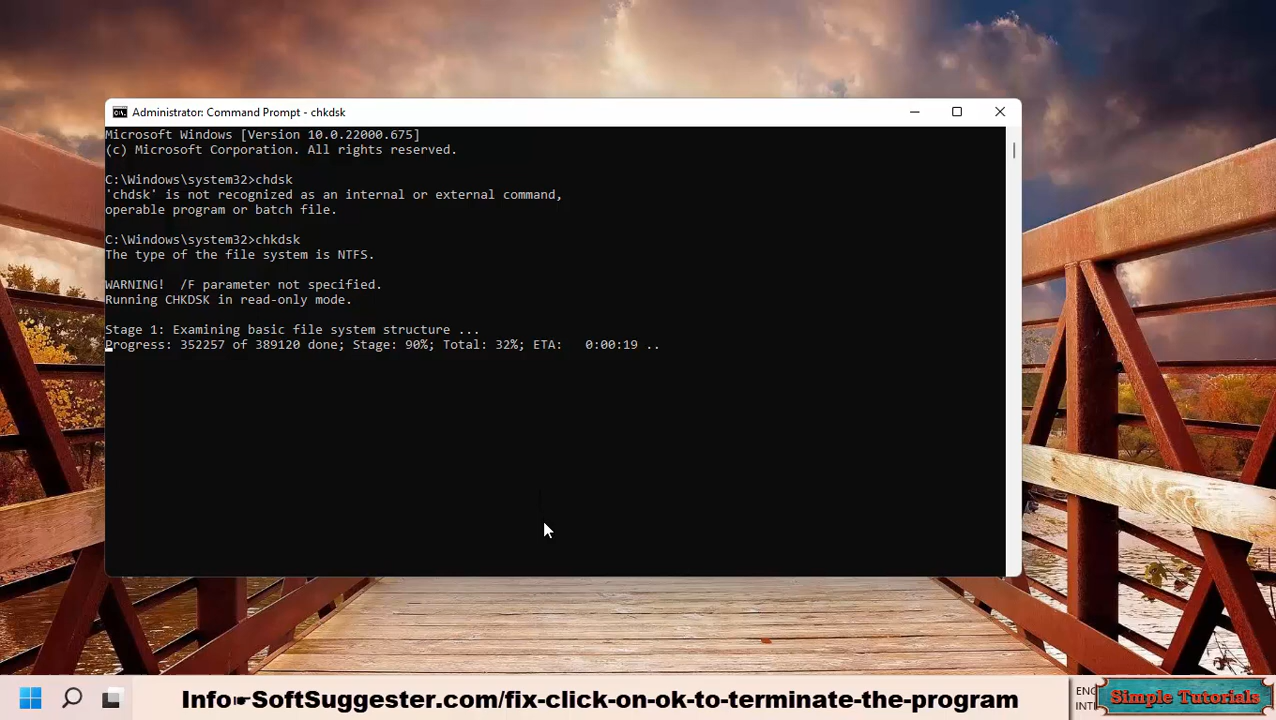 Administrator: Command Prompt - chkdsk
Microsoft Windows [Version 10.0.22000.675]
(c) Microsoft Corporation. All rights reserved.
C:\Windows\system32>chdsk
'chdsk' is not recognized as an internal or external command,
operable program or batch file.
C:\Windows\system32>chkdsk
The type of the file system is NTFS.
WARNING!  /F parameter not specified.
Running CHKDSK in read-only mode.
Stage 1: Examining basic file system structure ...
Progress: 352257 of 389120 done; Stage: 90%; Total: 32%; ETA:   0:00:19 ..
Info☛SoftSuggester.com/fix-click-on-ok-to-terminate-the-program
ENG
INT
Simple Tutorials